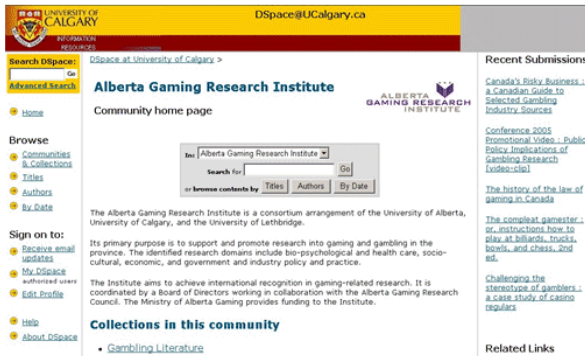 UNIVERSITY OF
CALGARY
INFORMATION
RESOURCES
DSpace@UCalgary.ca
Search DSpace:
Go
Advanced Search
Home
Browse
Communities
& Collections
Titles
Authors
By Date
Sign on to:
Receive email
updates
My DSpace
authorized users
Edit Profile
Help
About DSpace
DSpace at University of Calgary >
Alberta Gaming Research Institute
Community home page
ALBERTA
GAMING RESEARCH
INSTITUTE
In: Alberta Gaming Research Institute
Search for Go
or browse contents by Titles Authors By Date
The Alberta Gaming Research Institute is a consortium arrangement of the University of Alberta,
University of Calgary, and the University of Lethbridge.
Its primary purpose is to support and promote research into gaming and gambling in the
province. The identified research domains include bio-psychological and health care, socio-
cultural, economic, and government and industry policy and practice.
The Institute aims to achieve international recognition in gaming-related research. It is
coordinated by a Board of Directors working in collaboration with the Alberta Gaming Research
Council. The Ministry of Alberta Gaming provides funding to the Institute.
Collections in this community
Gambling Literature
Recent Submissions
Canada's Risky Business :
a Canadian Guide to
Selected Gambling
Industry Sources
Conference 2005
Promotional Video : Public
Policy Implications of
Gambling Research
[video-clip]
The history of the law of
gaming in Canada
The compleat gamester :
or, instructions how to
play at billiards, trucks,
bowls, and chess, 2nd
ed.
Challenging the
stereotype of gamblers :
a case study of casino
regulars
Related Links